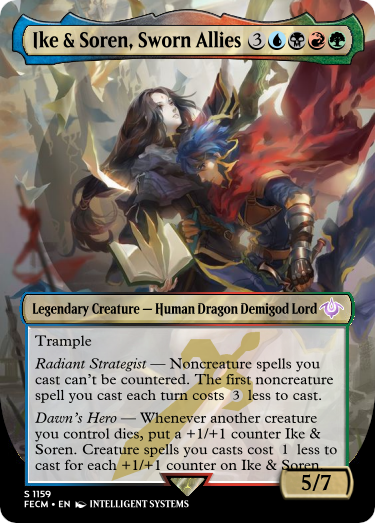 Ike & Soren, Sworn Allies 3
Legendary Creature — Human Dragon Demigod Lord
Trample
Radiant Strategist — Noncreature spells you
cast can't be countered. The first noncreature
spell you cast each turn costs 3 less to cast.
Dawn's Hero — Whenever another creature
you control dies, put a +1/+1 counter Ike &
Soren. Creature spells you casts cost 1 less to
cast for each +1/+1 counter on Ike & Soren.
5/7
S 1159
FECM • EN INTELLIGENT SYSTEMS